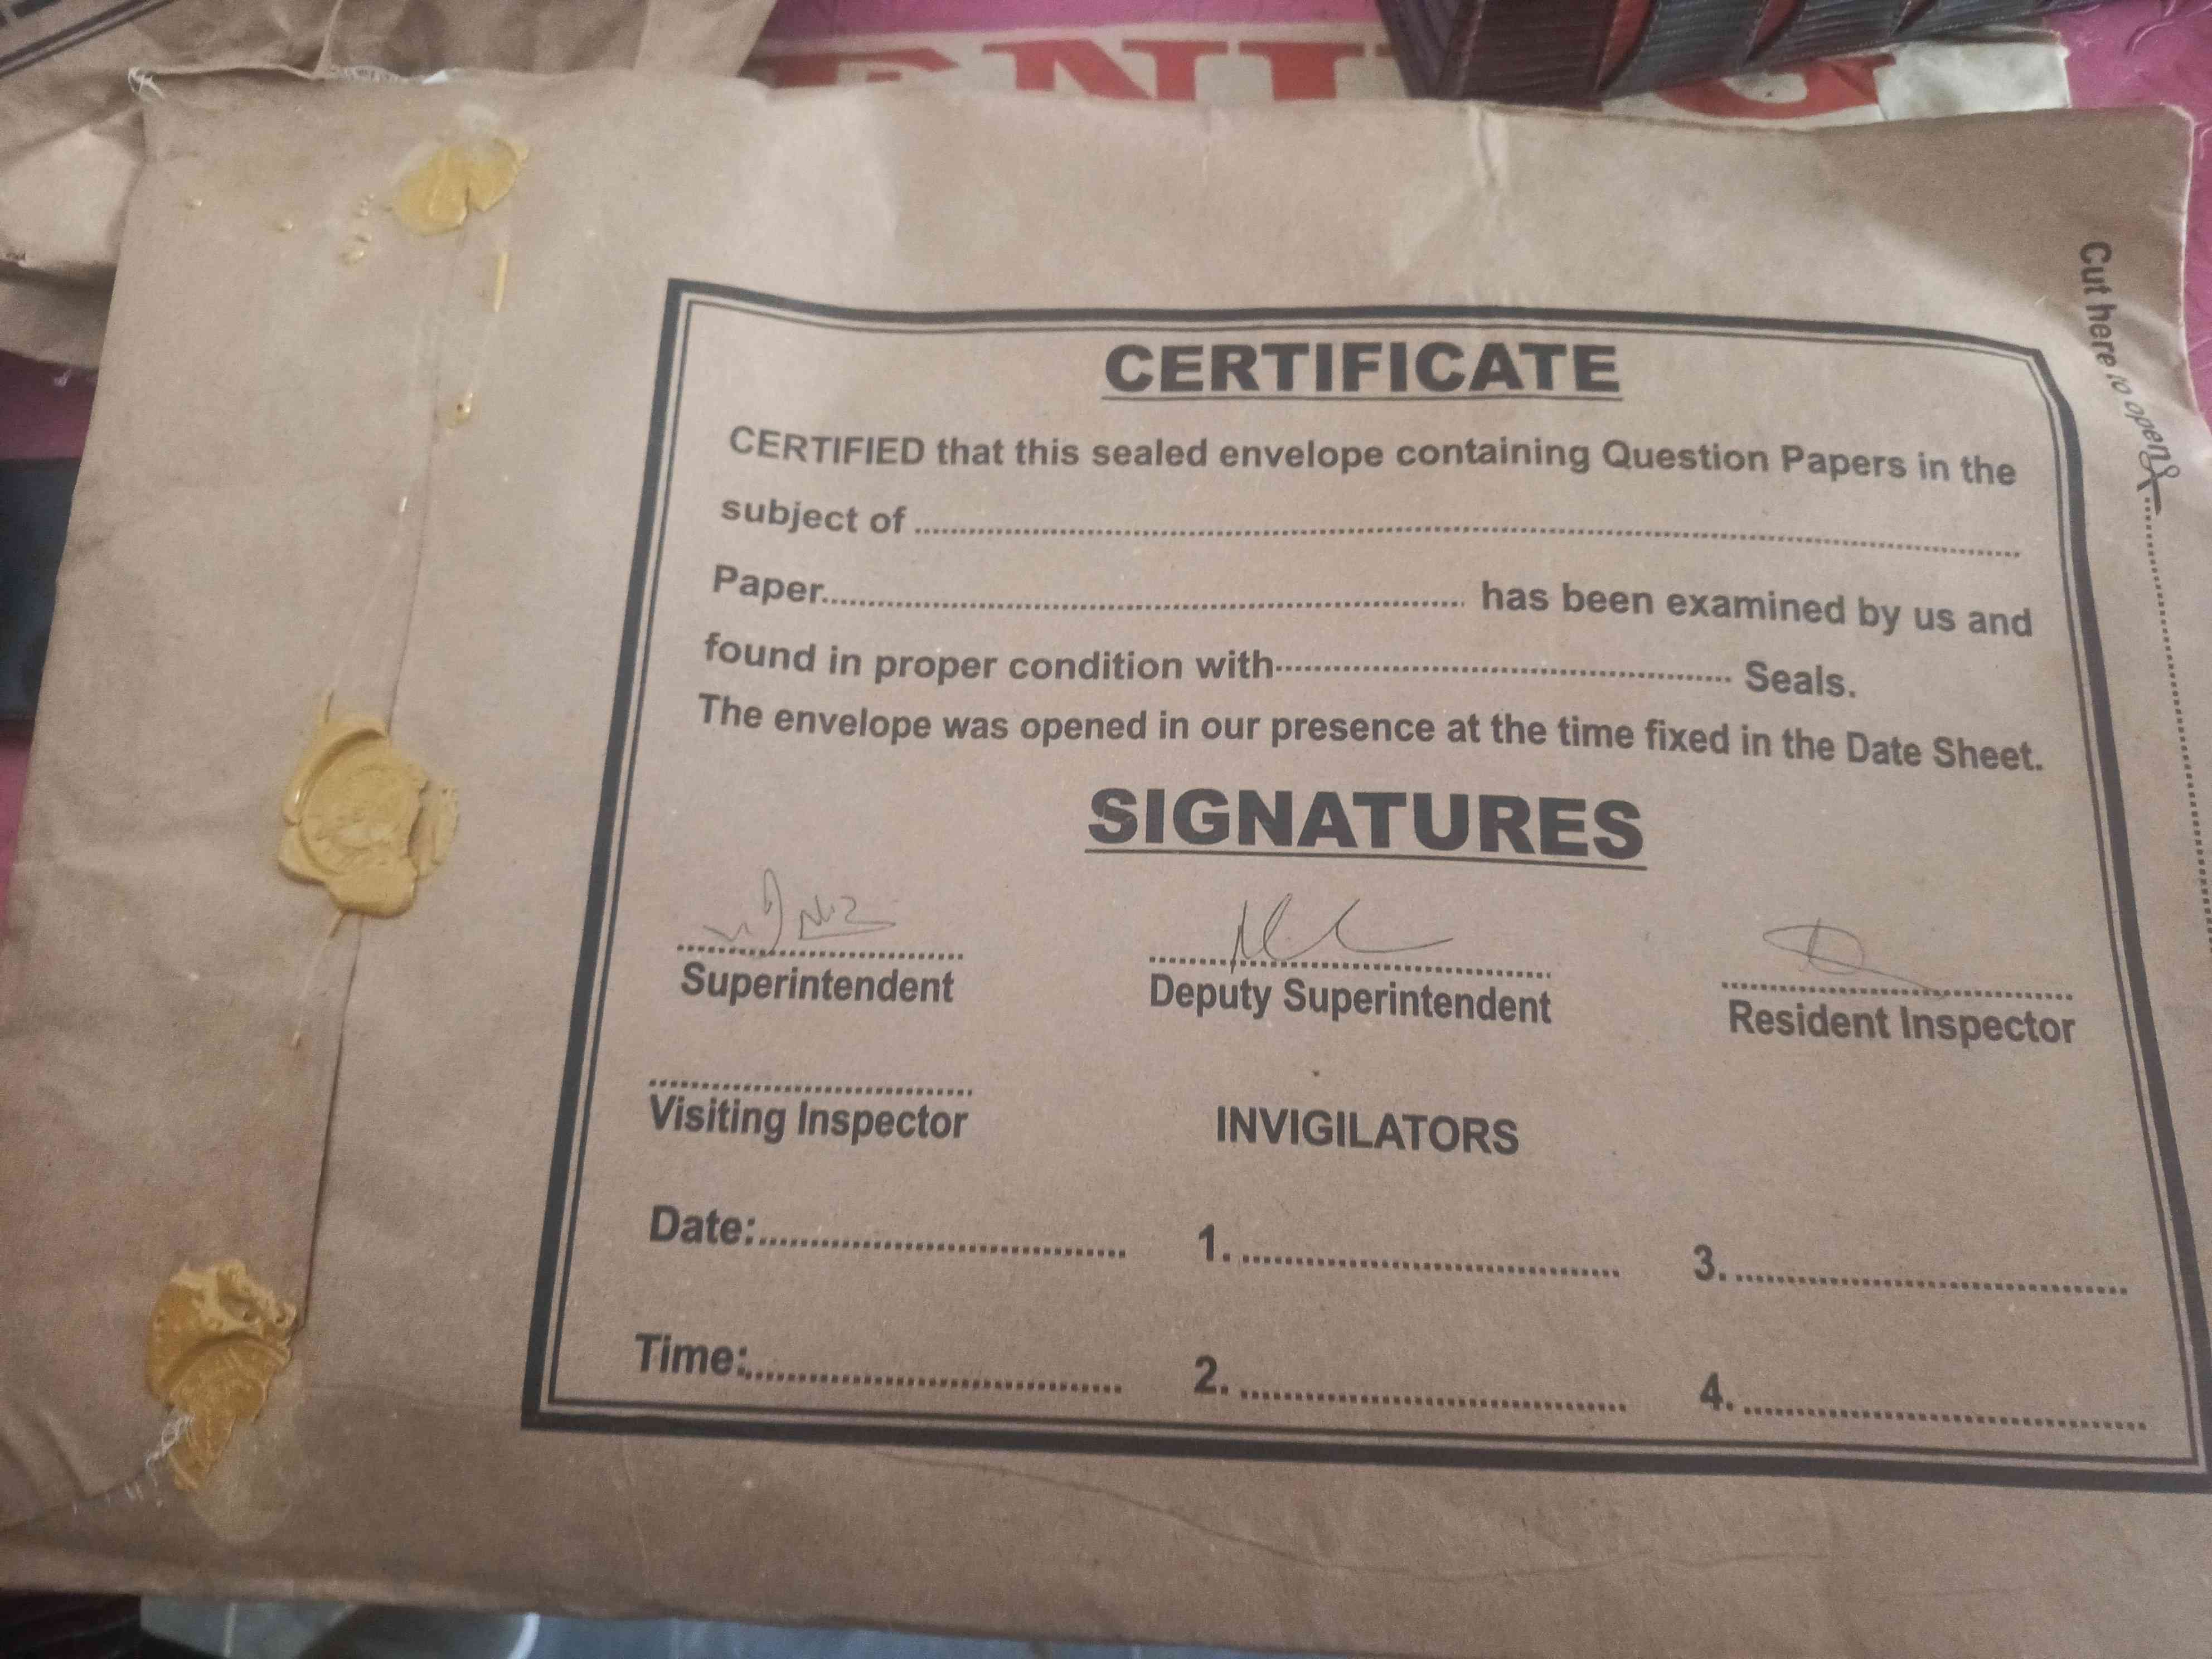 CERTIFICATE
CERTIFIED that this sealed envelope containing Question Papers in the
subject of ........................................
Paper........................................ has been examined by us and
found in proper condition with........................................ Seals.
The envelope was opened in our presence at the time fixed in the Date Sheet.
SIGNATURES
Superintendent
Deputy Superintendent
Resident Inspector
Visiting Inspector
INVIGILATORS
Date:........................................
1. ........................................
3. ........................................
Time:........................................
2. ........................................
4. ........................................
Cut here to open